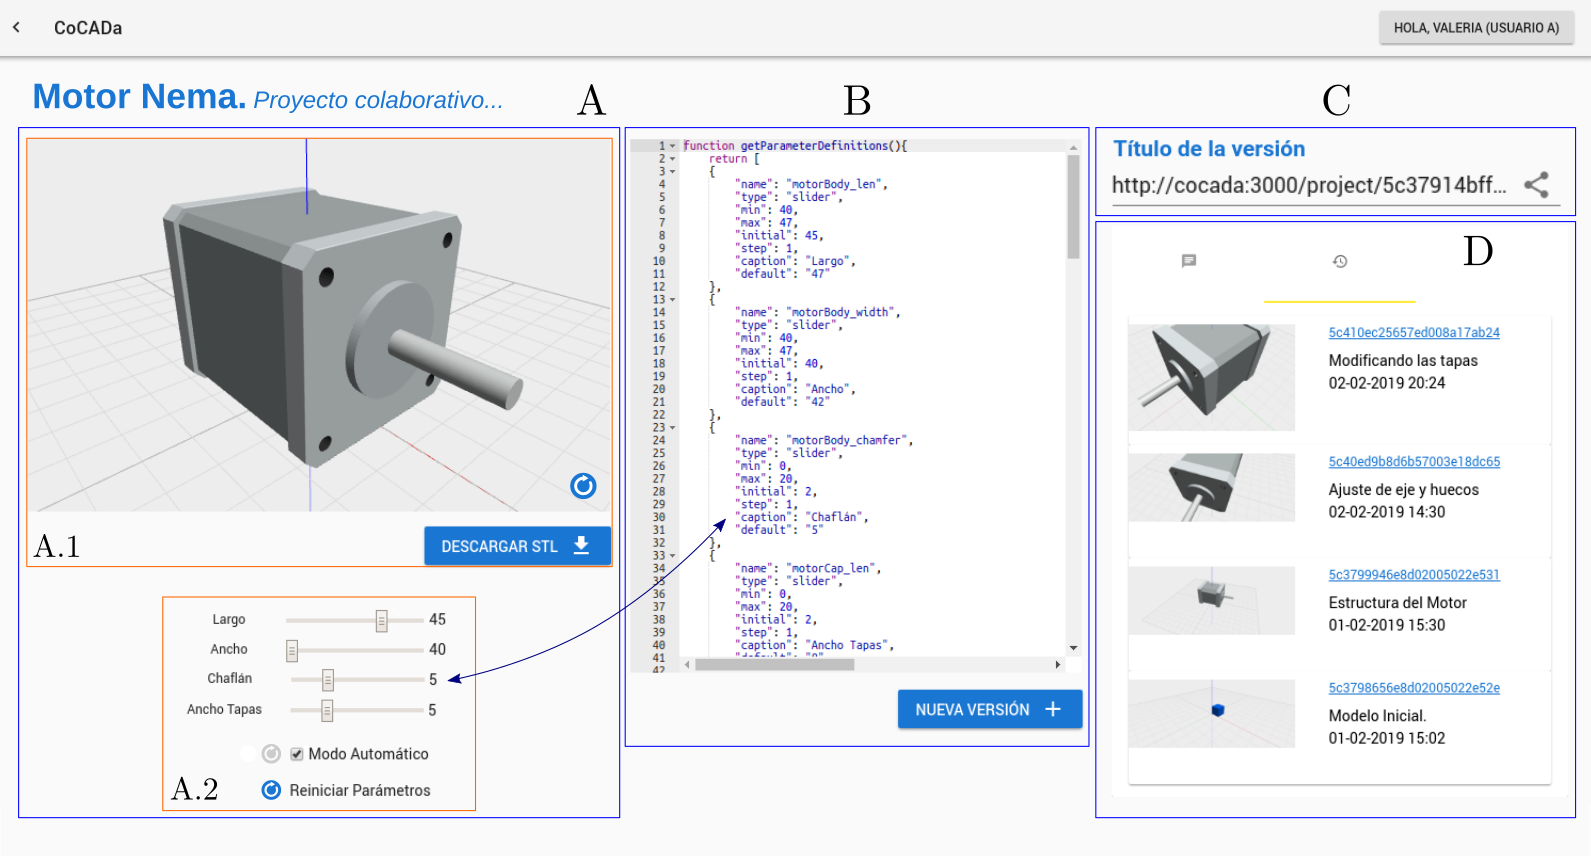 CoCADa
HOLA, VALERIA (USUARIO A)
Motor Nema. Proyecto colaborativo...
A
A.1
DESCARGAR STL
Largo 45
Ancho 40
Chaflán 5
Ancho Tapas 5
Modo Automático
A.2
Reiniciar Parámetros
B
1 function getParameterDefinitions(){
2 return [
3 {
4 "name": "motorBody_len",
5 "type": "slider",
6 "min": 40,
7 "max": 47,
8 "initial": 45,
9 "step": 1,
10 "caption": "Largo",
11 "default": "47"
12 },
13 {
14 "name": "motorBody_width",
15 "type": "slider",
16 "min": 40,
17 "max": 47,
18 "initial": 40,
19 "step": 1,
20 "caption": "Ancho",
21 "default": "42"
22 },
23 {
24 "name": "motorBody_chamfer",
25 "type": "slider",
26 "min": 0,
27 "max": 20,
28 "initial": 2,
29 "step": 1,
30 "caption": "Chaflán",
31 "default": "5"
32 },
33 {
34 "name": "motorCap_len",
35 "type": "slider",
36 "min": 0,
37 "max": 20,
38 "initial": 2,
39 "step": 1,
40 "caption": "Ancho Tapas",
41
42
NUEVA VERSIÓN
C
Título de la versión
http://cocada:3000/project/5c37914bff...
D
5c410ec25657ed008a17ab24
Modificando las tapas
02-02-2019 20:24
5c40ed9b8d6b57003e18dc65
Ajuste de eje y huecos
02-02-2019 14:30
5c3799946e8d02005022e531
Estructura del Motor
01-02-2019 15:30
5c3798656e8d02005022e52e
Modelo Inicial.
01-02-2019 15:02